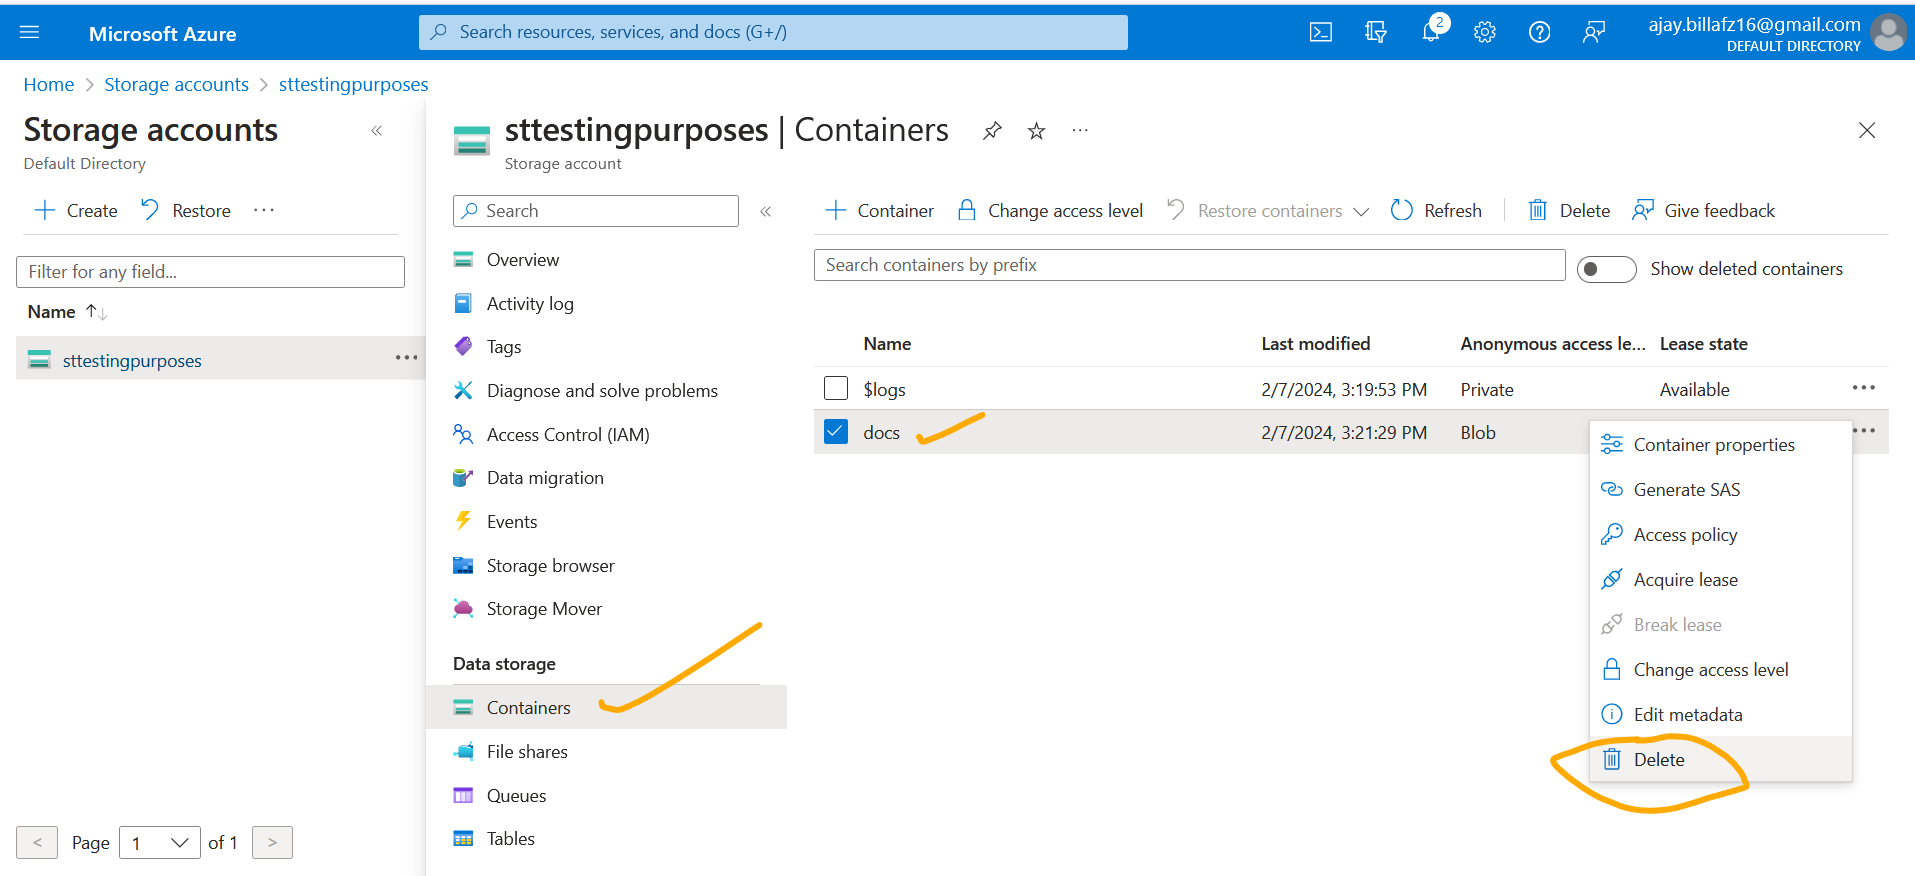 Microsoft Azure
Search resources, services, and docs (G+/)
2
ajay.billafz16@gmail.com
DEFAULT DIRECTORY
Home > Storage accounts > sttestingpurposes
Storage accounts «
Default Directory
+ Create Restore ...
Filter for any field...
Name ↑↓
sttestingpurposes ...
< Page 1 of 1 >
sttestingpurposes | Containers ...
Storage account
Search «
Overview
Activity log
Tags
Diagnose and solve problems
Access Control (IAM)
Data migration
Events
Storage browser
Storage Mover
Data storage
Containers
File shares
Queues
Tables
+ Container Change access level Restore containers Refresh Delete Give feedback
Search containers by prefix
Show deleted containers
Name Last modified Anonymous access le... Lease state
$logs 2/7/2024, 3:19:53 PM Private Available ...
docs 2/7/2024, 3:21:29 PM Blob ...
Container properties
Generate SAS
Access policy
Acquire lease
Break lease
Change access level
Edit metadata
Delete